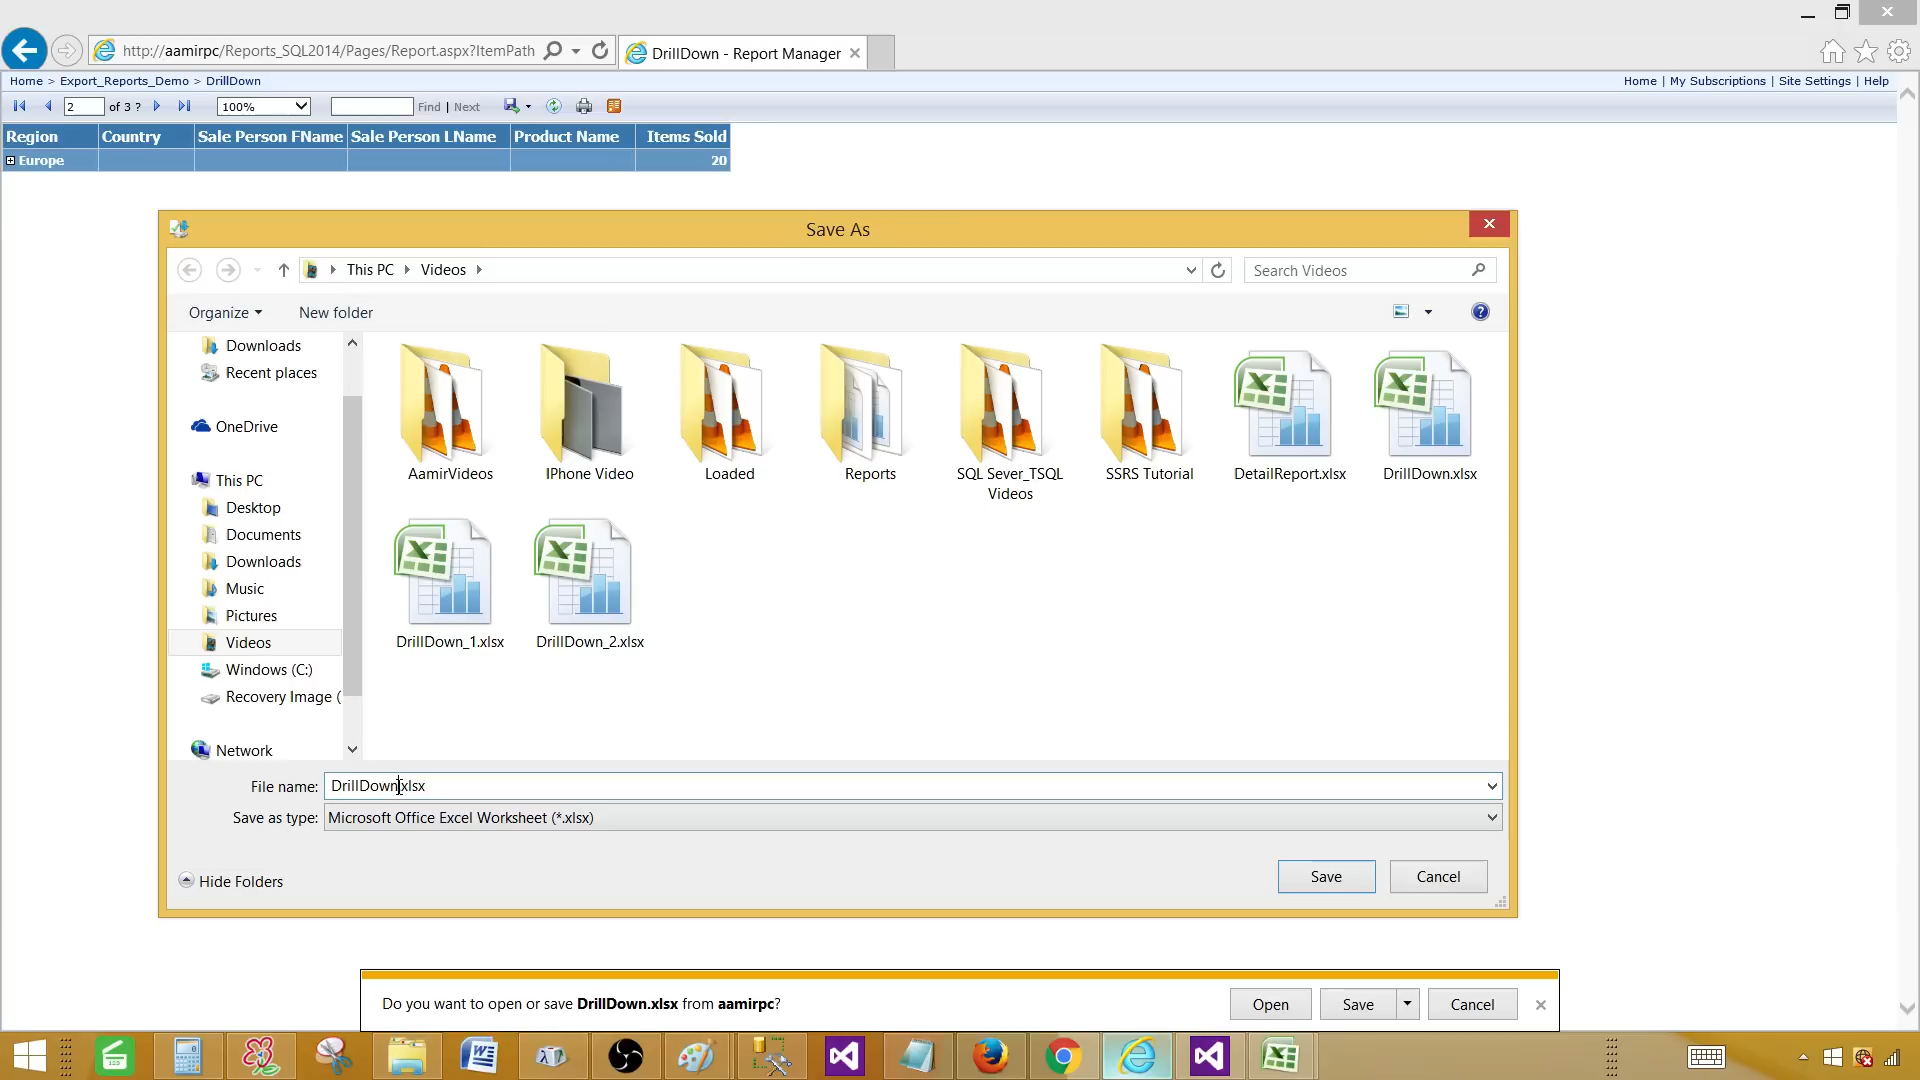 http://aamirpc/Reports_SQL2014/Pages/Report.aspx?ItemPath
DrillDown - Report Manager
Home > Export_Reports_Demo > DrillDown
Home | My Subscriptions | Site Settings | Help
2 of 3 ? 100% Find | Next
Region Country Sale Person FName Sale Person LName Product Name Items Sold
Europe 20
Save As
This PC Videos
Search Videos
Organize New folder
Downloads
Recent places
OneDrive
This PC
Desktop
Documents
Downloads
Music
Pictures
Videos
Windows (C:)
Recovery Image (
Network
AamirVideos IPhone Video Loaded Reports SQL Sever_TSQL Videos SSRS Tutorial DetailReport.xlsx DrillDown.xlsx
DrillDown_1.xlsx DrillDown_2.xlsx
File name: DrillDown.xlsx
Save as type: Microsoft Office Excel Worksheet (*.xlsx)
Hide Folders
Save Cancel
Do you want to open or save DrillDown.xlsx from aamirpc?
Open Save Cancel